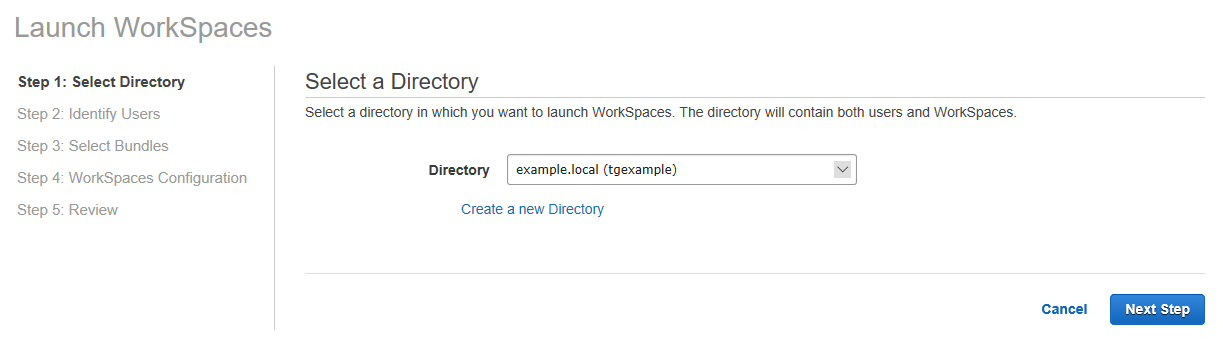 Launch WorkSpaces
Step 1: Select Directory
Step 2: Identify Users
Step 3: Select Bundles
Step 4: WorkSpaces Configuration
Step 5: Review
Select a Directory
Select a directory in which you want to launch WorkSpaces. The directory will contain both users and WorkSpaces.
Directory example.local (tgexample)
Create a new Directory
Cancel Next Step